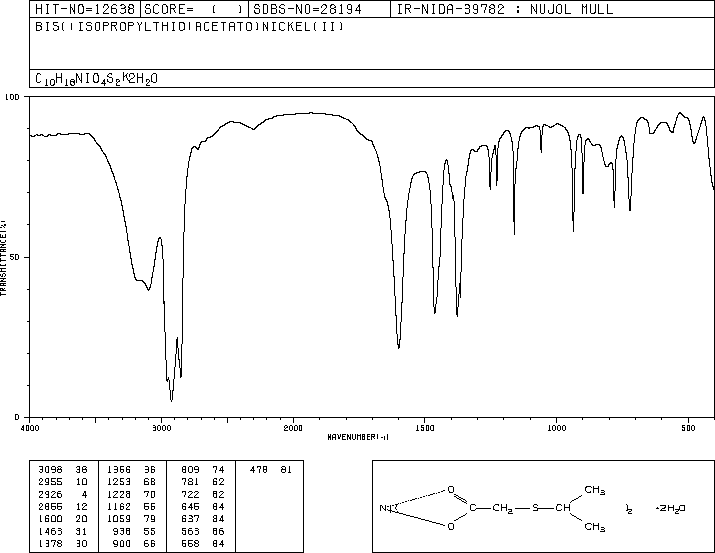 HIT-NO=12638 SCORE= ( ) SDBS-NO=28194 IR-NIDA-39782 : NUJOL MULL
BIS((ISOPROPYLTHIO)ACETATO)NICKEL(II)
C10H18NIO4S2K2H2O
100
50
0
TRANSMITTANCE(%)
4000 3000 2000 1500 1000 500
WAVENUMBER(-1)
3098 38 1366 36 809 74 478 81
2955 10 1253 68 781 62
2926 4 1228 70 722 62
2866 12 1162 55 646 84
1600 20 1059 79 637 84
1463 31 938 55 563 86
1378 30 900 66 558 84
O CH3
Ni C—CH2—S—CH )2 ·2H2O
O CH3